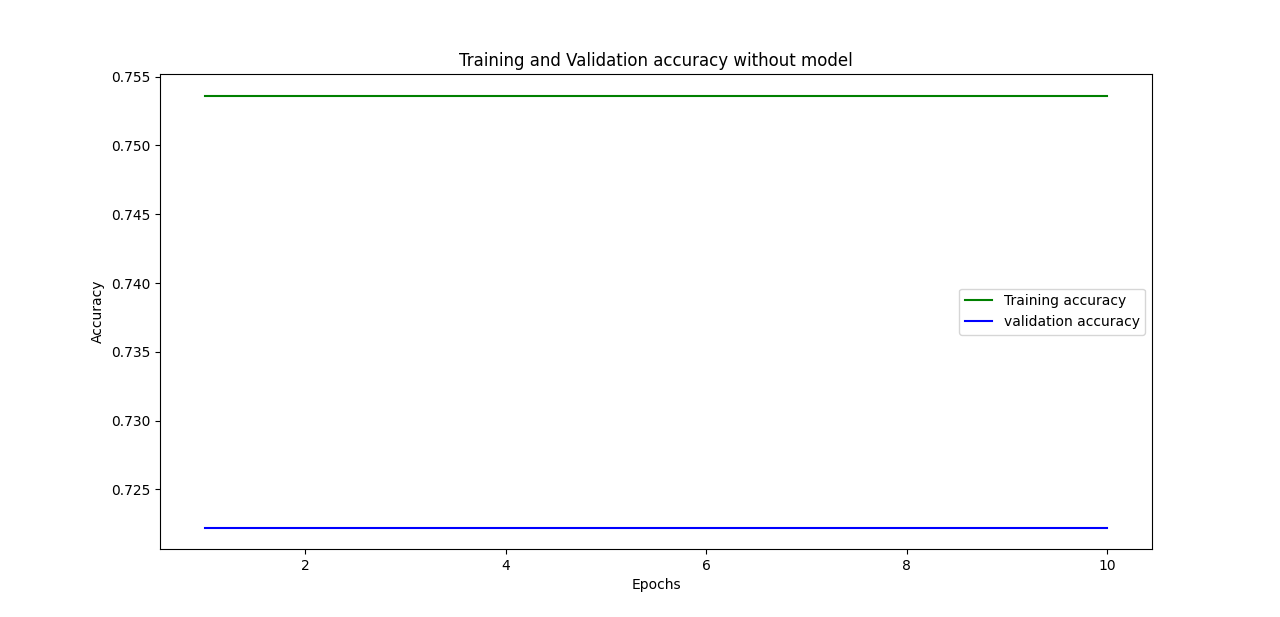 Training and Validation accuracy without model
0.755
0.750
0.745
0.740
0.735
0.730
0.725
Accuracy
Training accuracy
validation accuracy
2 4 6 8 10
Epochs